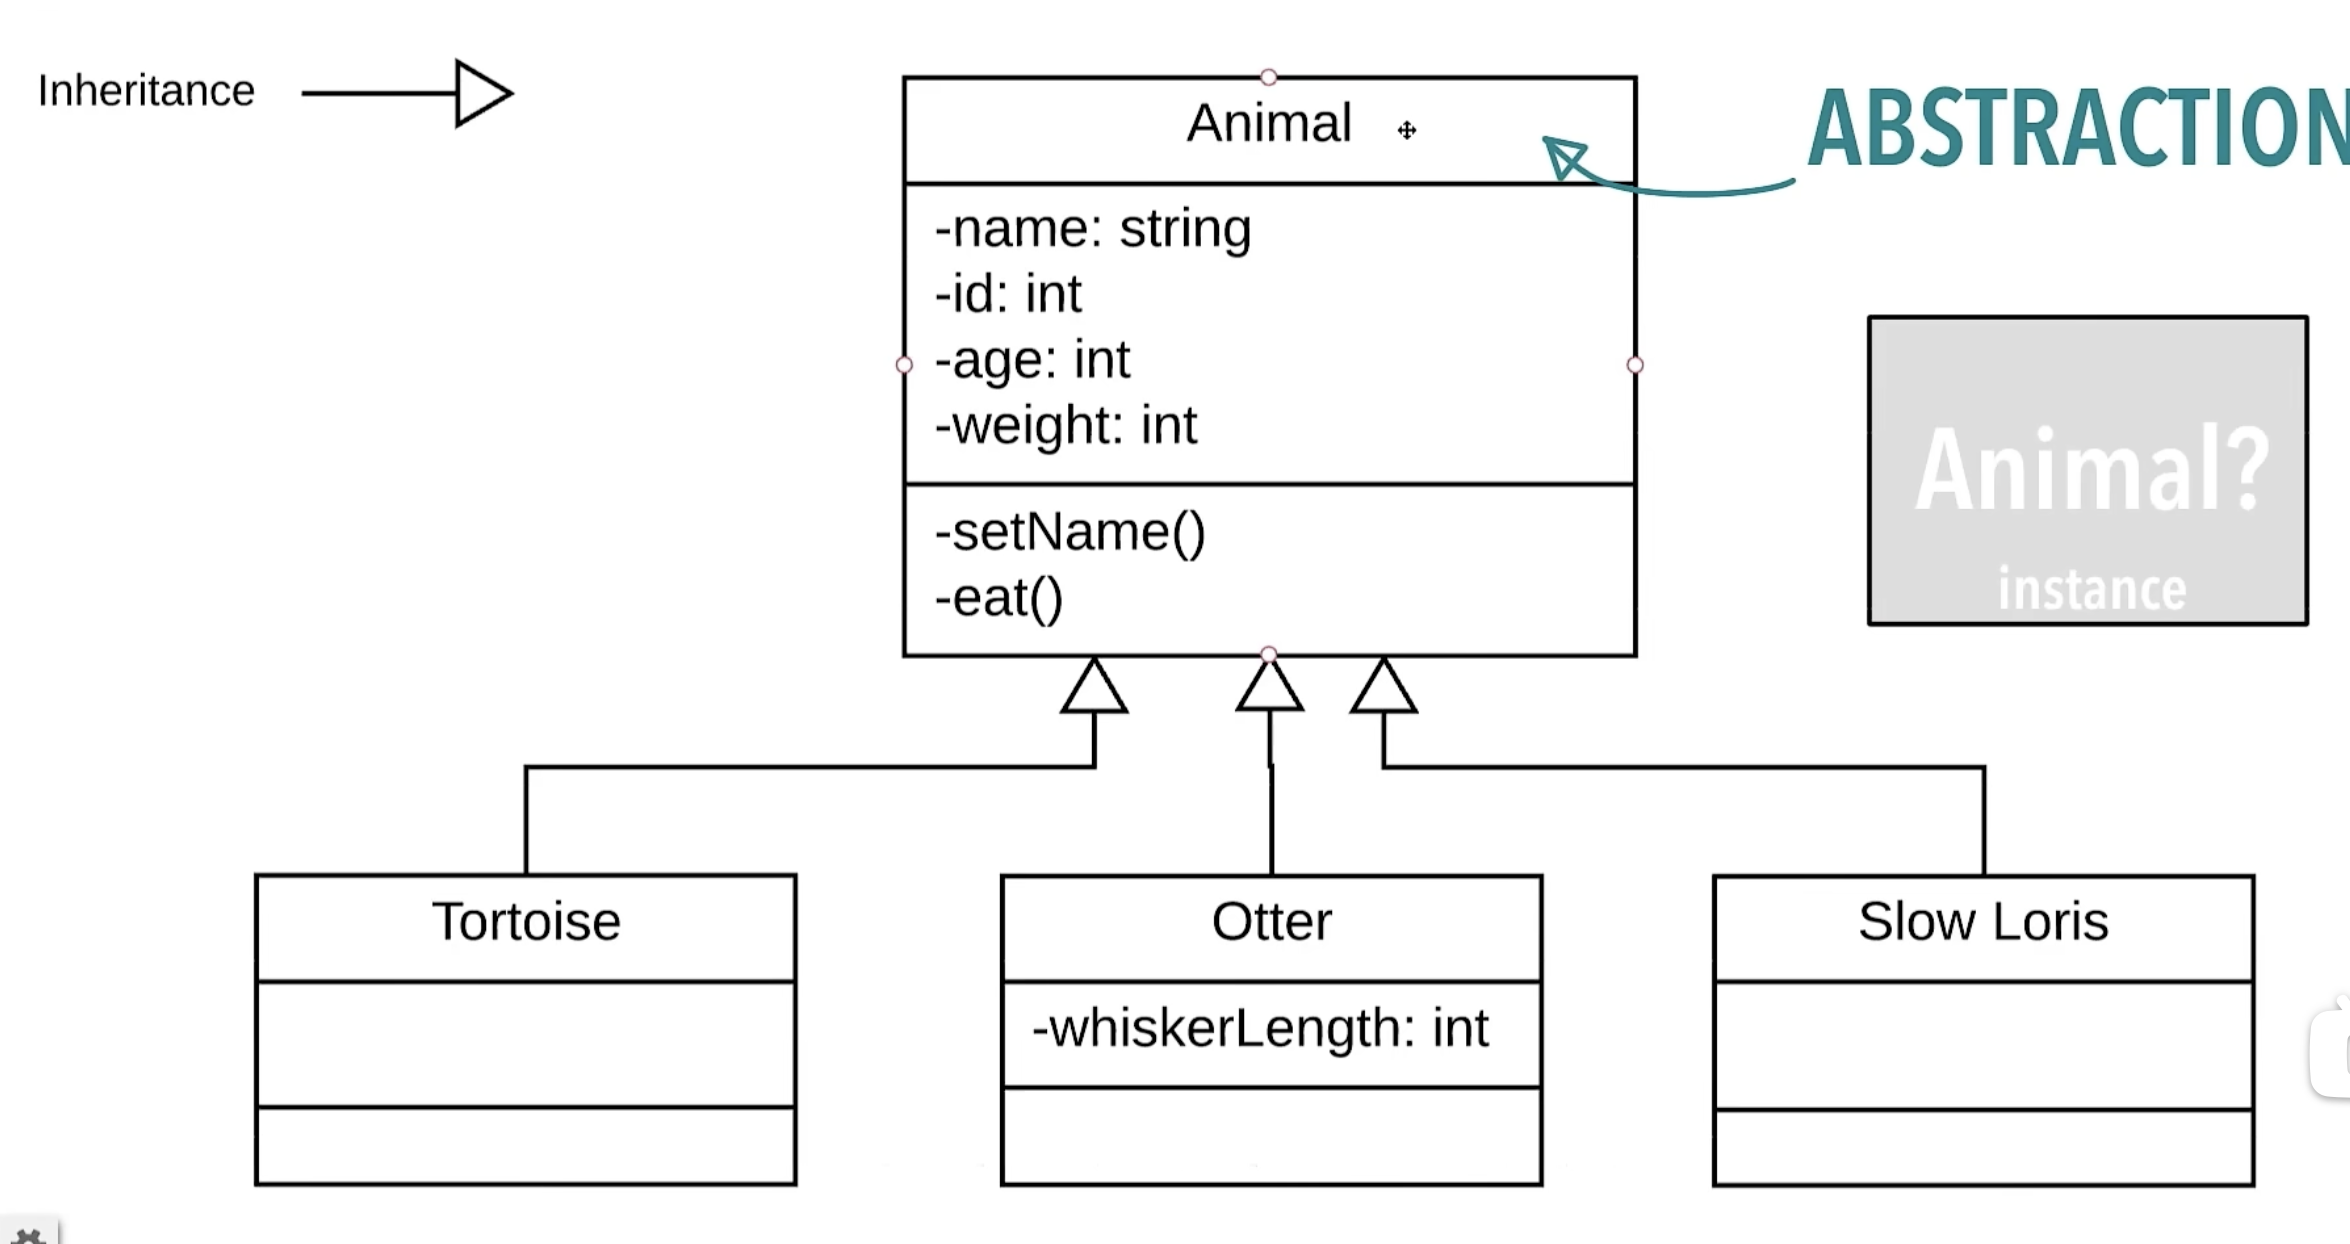 Inheritance
Animal
ABSTRACTION
-name: string
-id: int
-age: int
-weight: int
-setName()
-eat()
Animal?
instance
Tortoise
Otter
-whiskerLength: int
Slow Loris